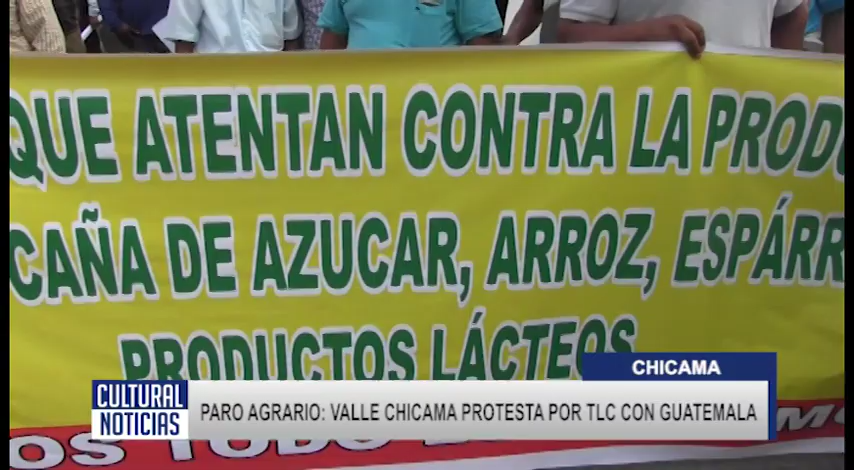 QUE ATENTAN CONTRA LA PRODU
CAÑA DE AZUCAR, ARROZ, ESPÁRR
PRODUCTOS LÁCTEOS
CHICAMA
CULTURAL
NOTICIAS
PARO AGRARIO: VALLE CHICAMA PROTESTA POR TLC CON GUATEMALA